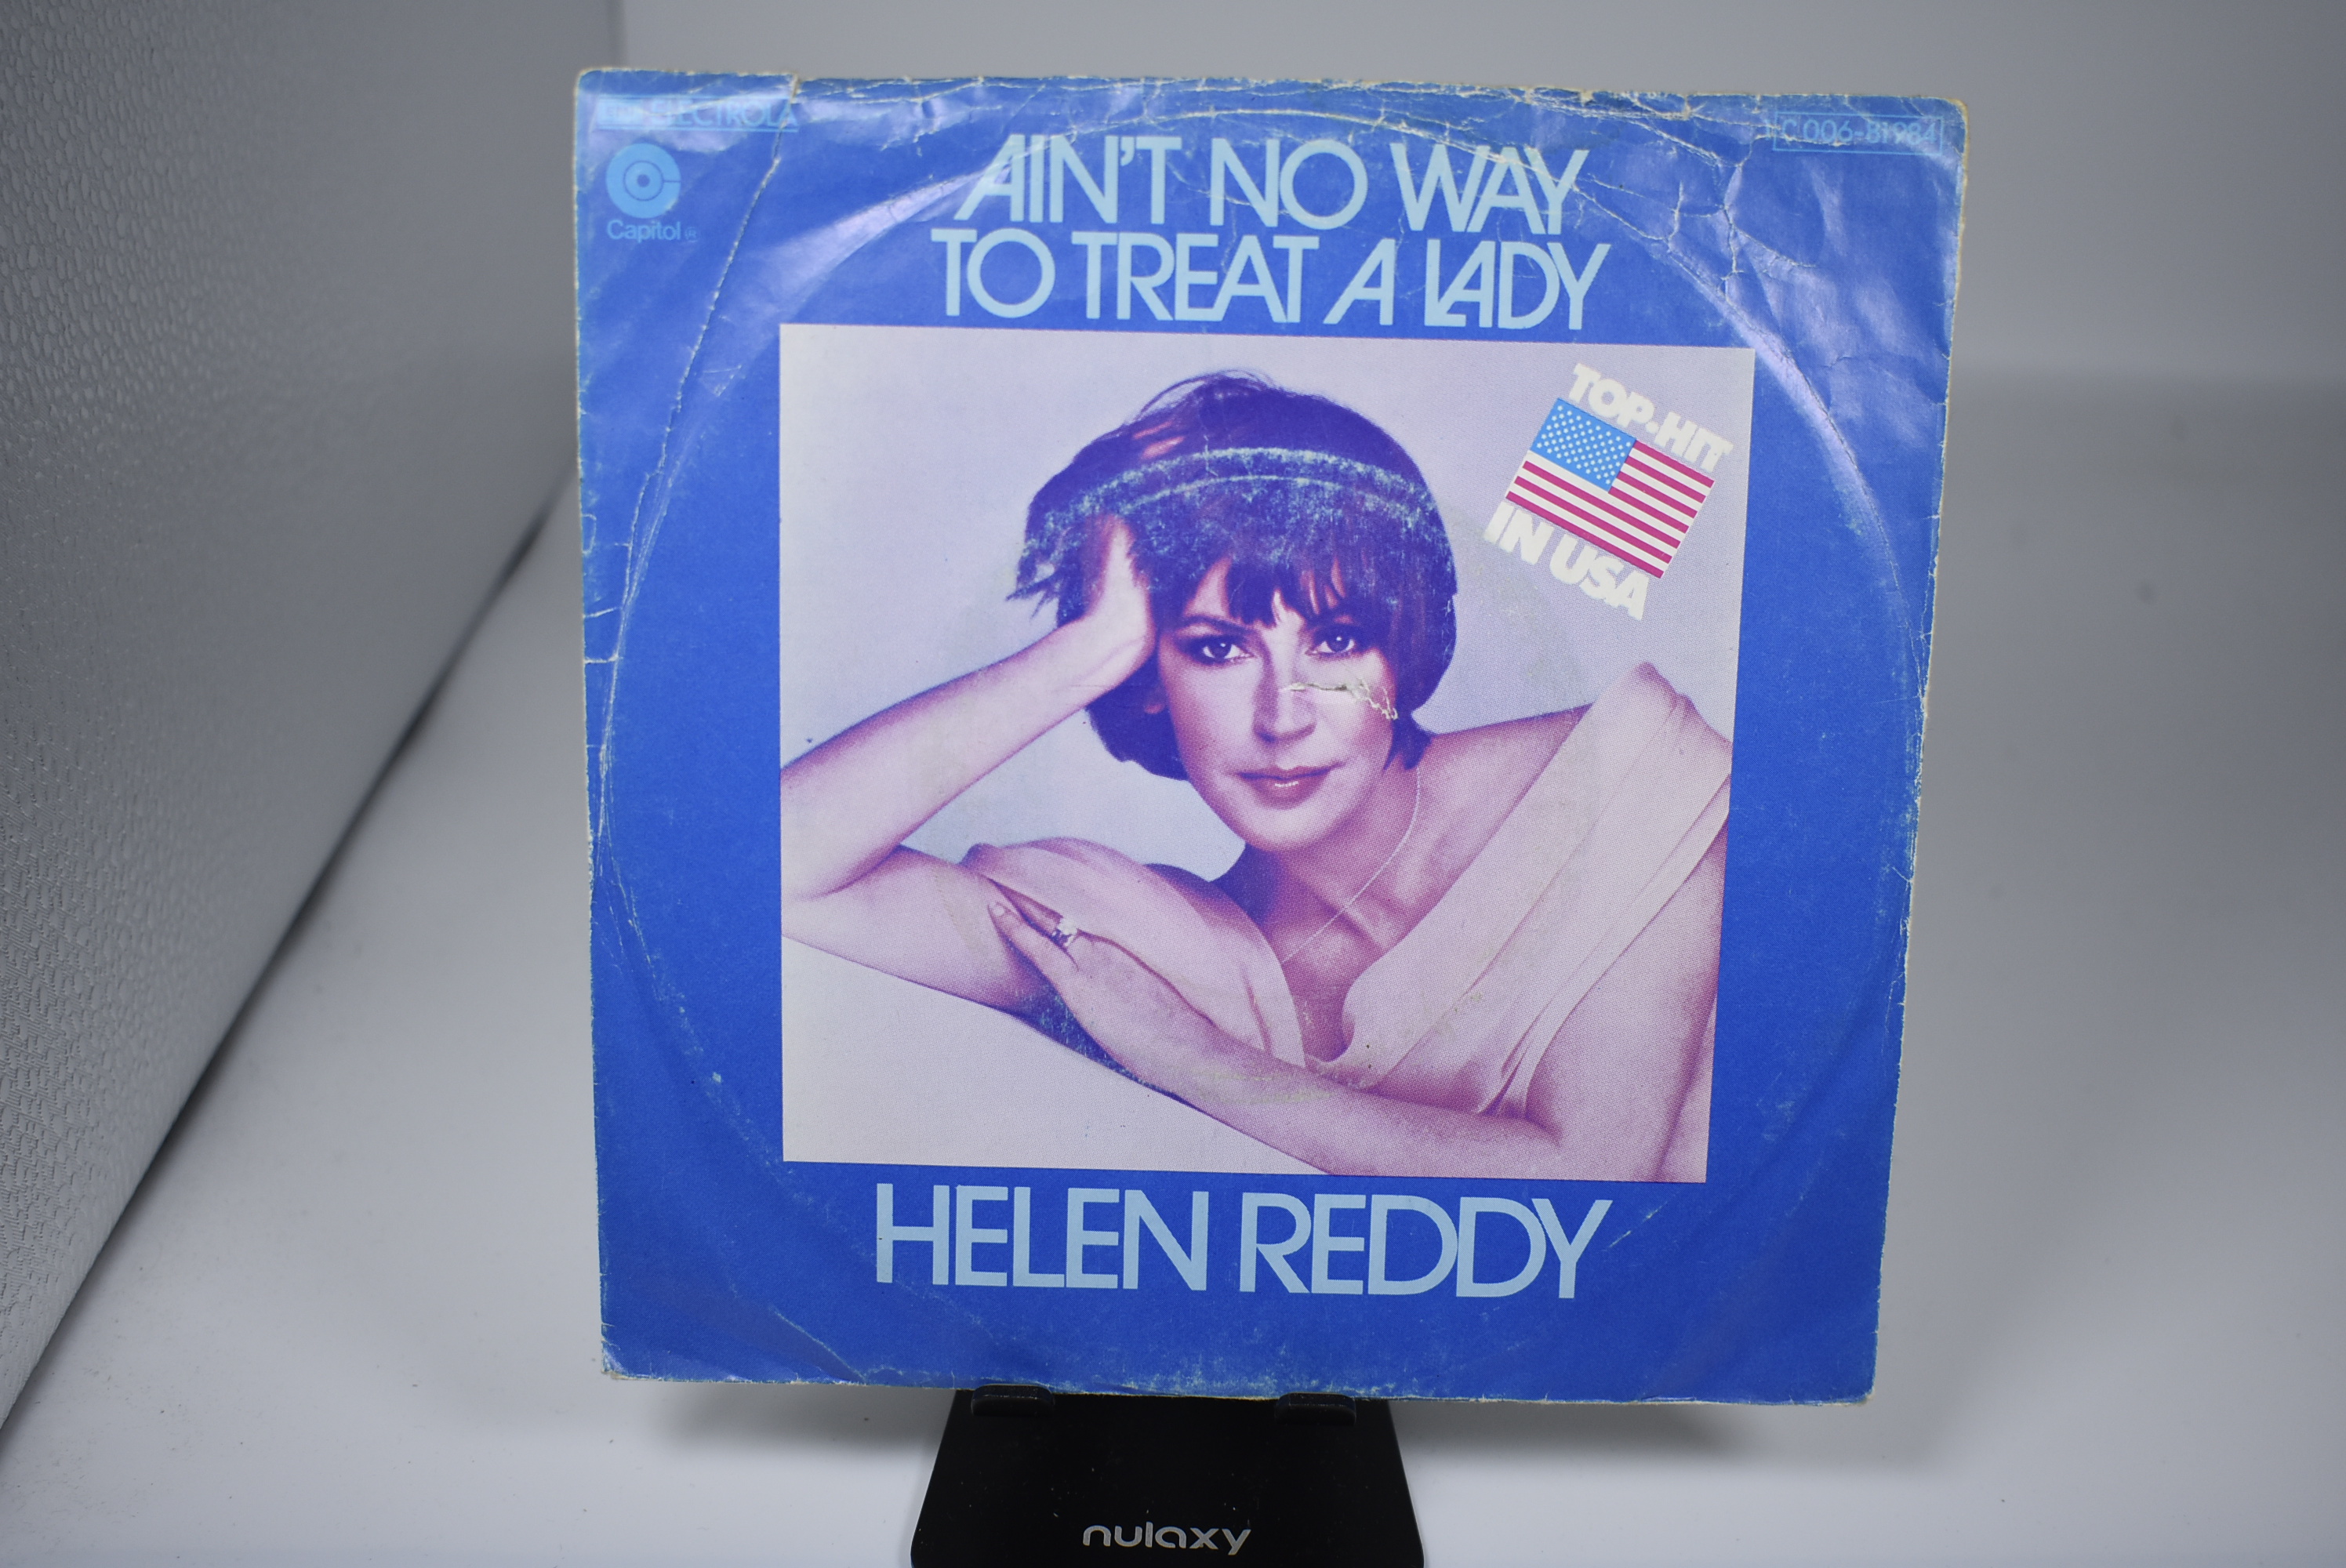 ELECTROLA
C 006-81984
Capitol
AIN'T NO WAY
TO TREAT A LADY
TOP-HIT
IN USA
HELEN REDDY
nulaxy